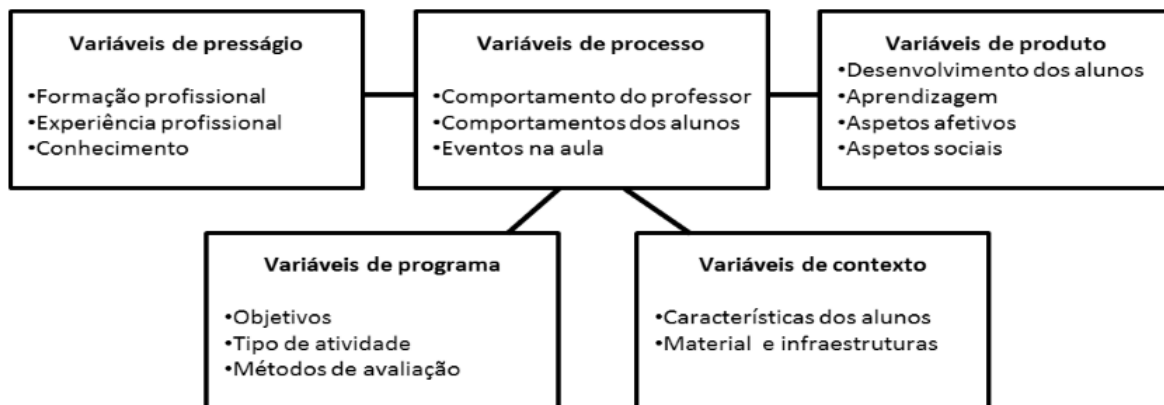 Variáveis de presságio
•Formação profissional
•Experiência profissional
•Conhecimento
Variáveis de processo
•Comportamento do professor
•Comportamentos dos alunos
•Eventos na aula
Variáveis de produto
•Desenvolvimento dos alunos
•Aprendizagem
•Aspetos afetivos
•Aspetos sociais
Variáveis de programa
•Objetivos
•Tipo de atividade
•Métodos de avaliação
Variáveis de contexto
•Características dos alunos
•Material e infraestruturas